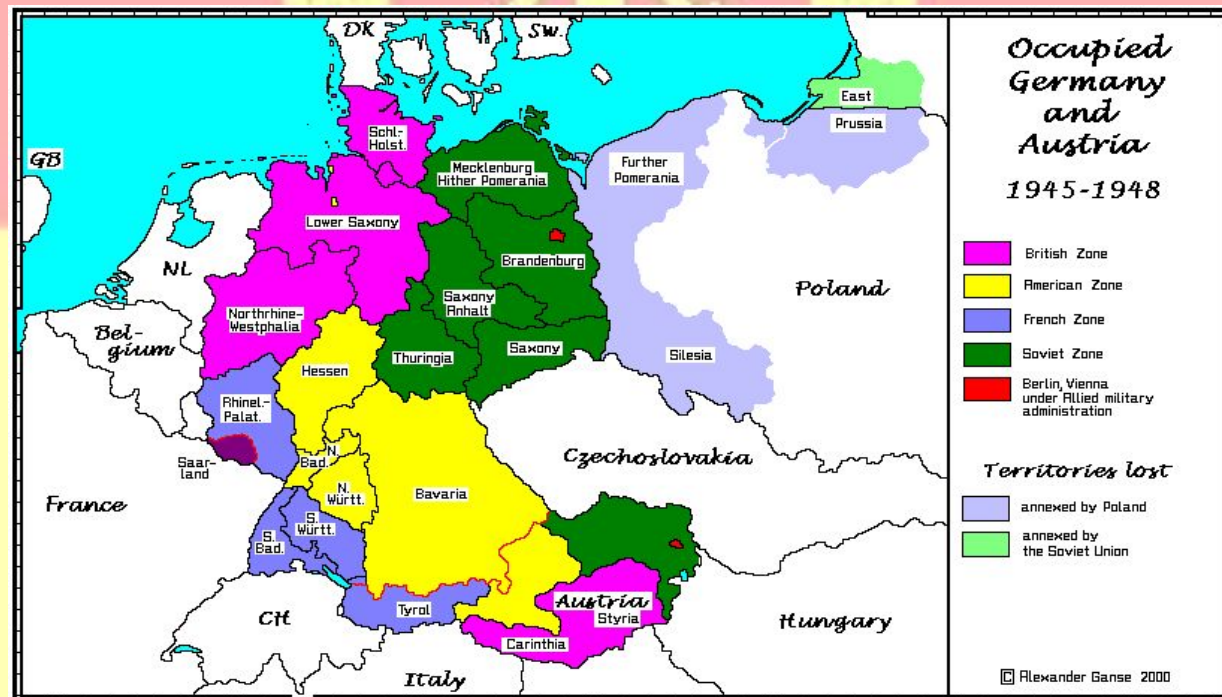 Occupied
Germany
and
Austria
1945-1948
British Zone
American Zone
French Zone
Soviet Zone
Berlin, Vienna
under Allied military
administration
Territories lost
annexed by Poland
annexed by
the Soviet Union
C Alexander Ganse 2000
DK
SW.
GB
East
Prussia
Schl.-
Holst.
Mecklenburg
Hither Pomerania
Further
Pomerania
Lower Saxony
NL
Brandenburg
Poland
Saxony
Anhalt
Northrhine-
Westphalia
Bel-
gium
Thuringia
Saxony
Silesia
Hessen
Rhinel.-
Palat.
Saar-
land
N.
Bad.
Czechoslovakia
France
N.
Württ.
Bavaria
S.
Württ.
S.
Bad.
CH
Tyrol
Austria
Styria
Carinthia
Hungary
Italy